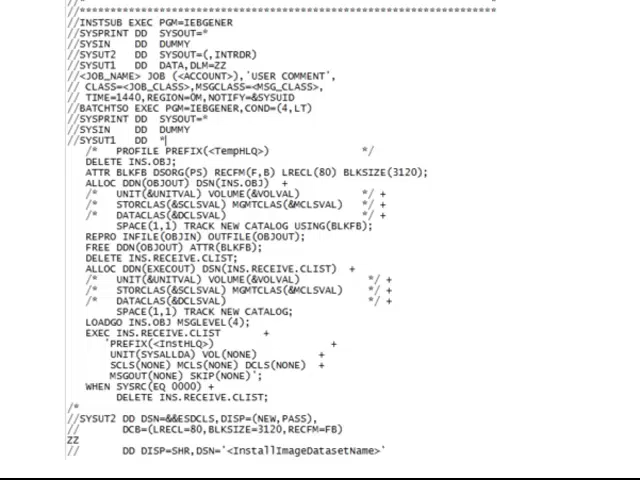 //*
//*********************************************************************
//INSTSUB EXEC PGM=IEBGENER
//SYSPRINT DD  SYSOUT=*
//SYSIN    DD  DUMMY
//SYSUT2   DD  SYSOUT=(,INTRDR)
//SYSUT1   DD  DATA,DLM=ZZ
//<JOB_NAME> JOB (<ACCOUNT>),'USER COMMENT',
// CLASS=<JOB_CLASS>,MSGCLASS=<MSG_CLASS>,
// TIME=1440,REGION=0M,NOTIFY=&SYSUID
//BATCHTSO EXEC PGM=IEBGENER,COND=(4,LT)
//SYSPRINT DD  SYSOUT=*
//SYSIN    DD  DUMMY
//SYSUT1   DD  *
/*   PROFILE PREFIX(<TempHLQ>)              */
DELETE INS.OBJ;
ATTR BLKFB DSORG(PS) RECFM(F,B) LRECL(80) BLKSIZE(3120);
ALLOC DDN(OBJOUT) DSN(INS.OBJ)  +
/*   UNIT(&UNITVAL) VOLUME(&VOLVAL)         */ +
/*   STORCLAS(&SCLSVAL) MGMTCLAS(&MCLSVAL)  */ +
/*   DATACLAS(&DCLSVAL)                     */ +
SPACE(1,1) TRACK NEW CATALOG USING(BLKFB);
REPRO INFILE(OBJIN) OUTFILE(OBJOUT);
FREE DDN(OBJOUT) ATTR(BLKFB);
DELETE INS.RECEIVE.CLIST;
ALLOC DDN(EXECOUT) DSN(INS.RECEIVE.CLIST)  +
/*   UNIT(&UNITVAL) VOLUME(&VOLVAL)          */ +
/*   STORCLAS(&SCLSVAL) MGMTCLAS(&MCLSVAL)   */ +
/*   DATACLAS(&DCLSVAL)                      */ +
SPACE(1,1) TRACK NEW CATALOG;
LOADGO INS.OBJ MSGLEVEL(4);
EXEC INS.RECEIVE.CLIST      +
'PREFIX(<InstHLQ>)                +
UNIT(SYSALLDA) VOL(NONE)         +
SCLS(NONE) MCLS(NONE) DCLS(NONE)  +
MSGOUT(NONE) SKIP(NONE)';
WHEN SYSRC(EQ 0000) +
DELETE INS.RECEIVE.CLIST;
/*
//SYSUT2 DD DSN=&&ESDCLS,DISP=(NEW,PASS),
//       DCB=(LRECL=80,BLKSIZE=3120,RECFM=FB)
ZZ
//       DD DISP=SHR,DSN='<InstallImageDatasetName>'